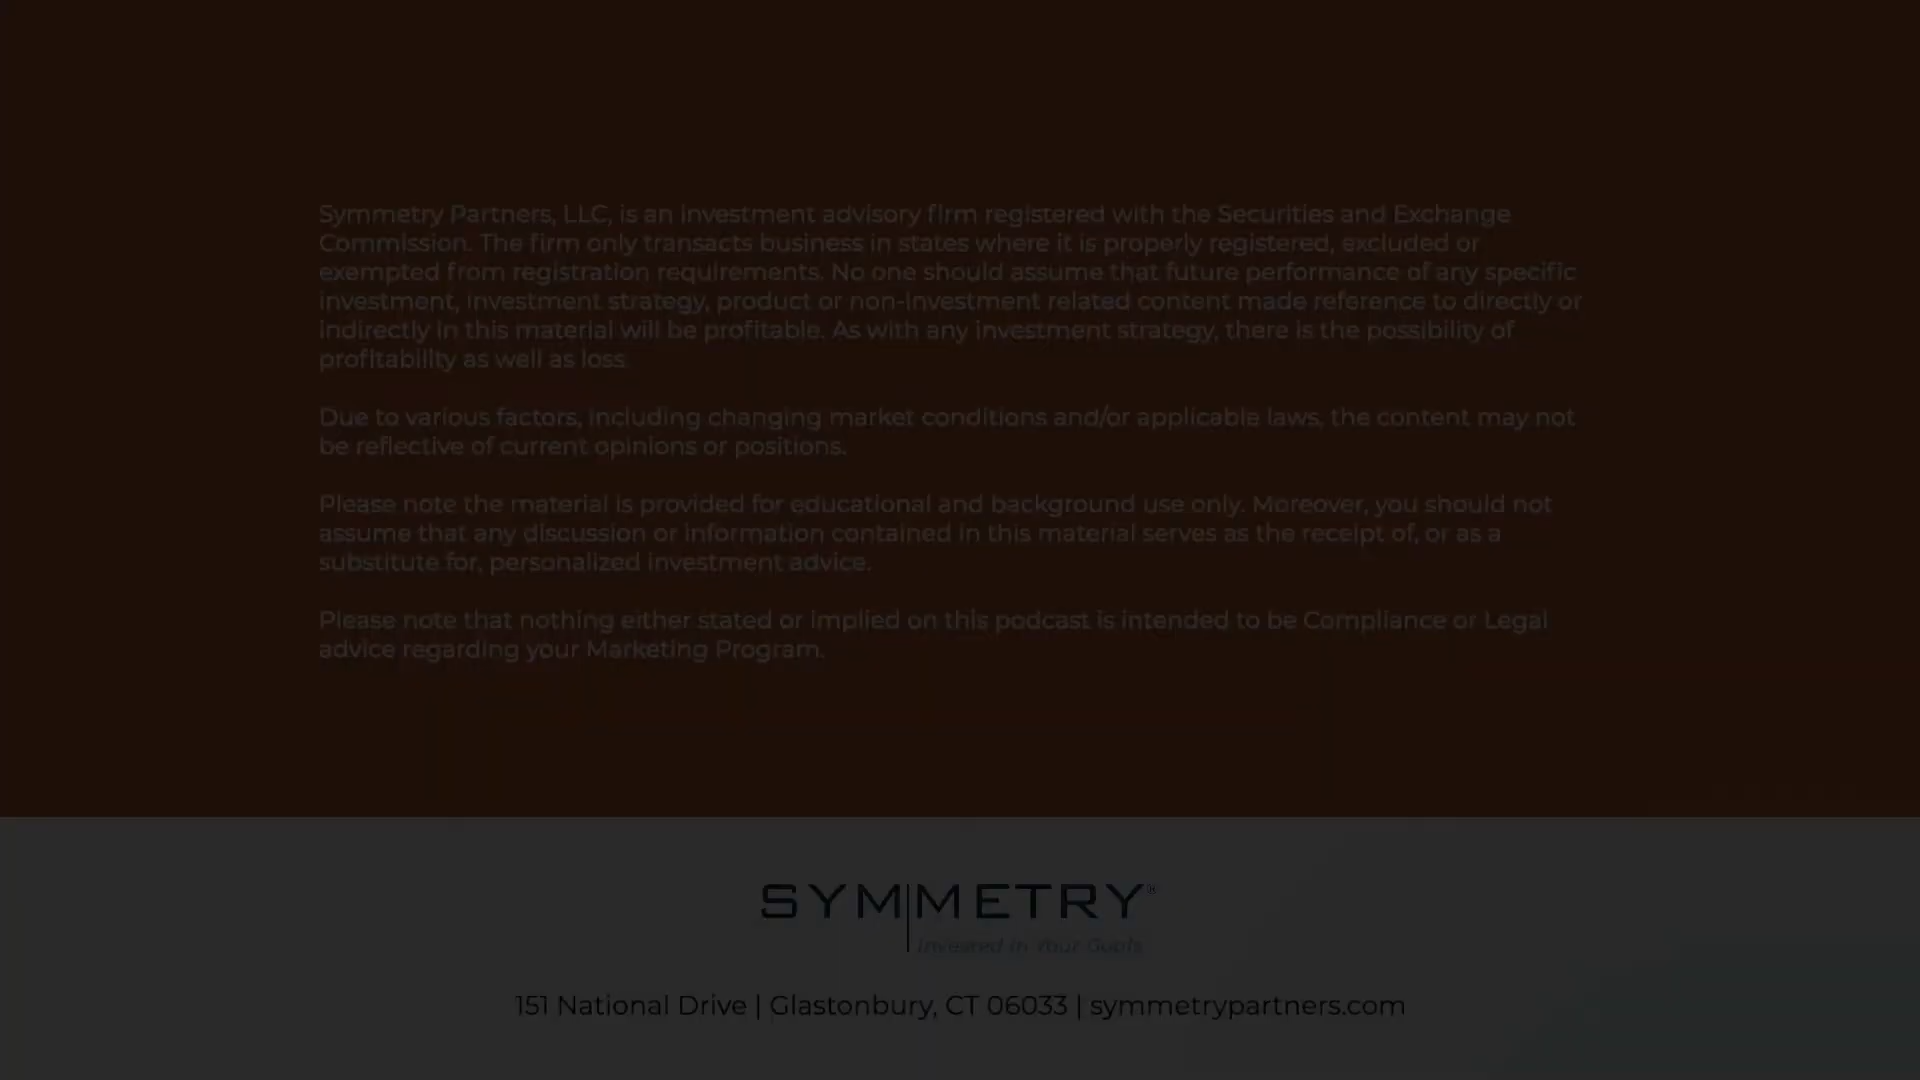 Symmetry Partners, LLC, is an investment advisory firm registered with the Securities and Exchange
Commission. The firm only transacts business in states where it is properly registered, excluded or
exempted from registration requirements. No one should assume that future performance of any specific
investment, investment strategy, product or non-investment related content made reference to directly or
indirectly in this material will be profitable. As with any investment strategy, there is the possibility of
profitability as well as loss.
Due to various factors, including changing market conditions and/or applicable laws, the content may not
be reflective of current opinions or positions.
Please note the material is provided for educational and background use only. Moreover, you should not
assume that any discussion or information contained in this material serves as the receipt of, or as a
substitute for, personalized investment advice.
Please note that nothing either stated or implied on this podcast is intended to be Compliance or Legal
advice regarding your Marketing Program.
SYMMETRY®
Invested in Your Goals
151 National Drive | Glastonbury, CT 06033 | symmetrypartners.com